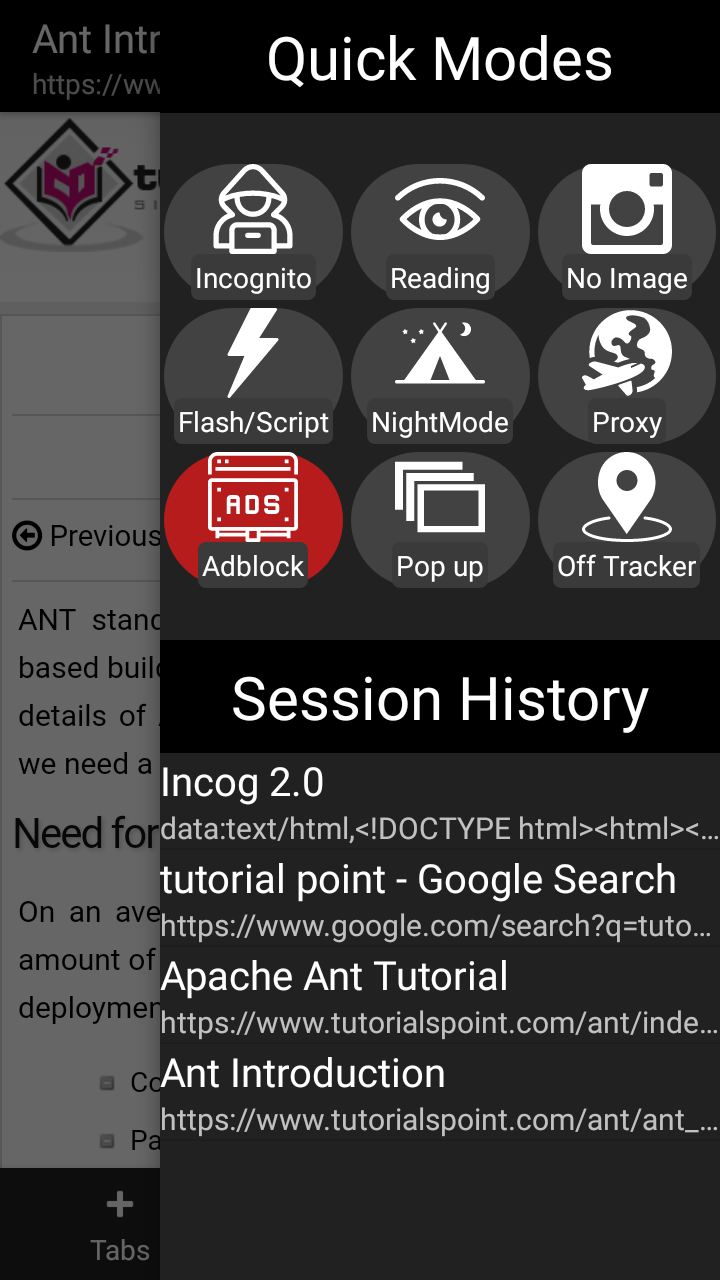 Ant Intr
https://ww
Quick Modes
Incognito
Reading
No Image
Flash/Script
NightMode
Proxy
ADS
Adblock
Pop up
Off Tracker
Previous
ANT stand
based build
details of
we need a
Need for
On an ave
amount of
deploymen
Co
Pa
Session History
Incog 2.0
data:text/html,<!DOCTYPE html><html><...
tutorial point - Google Search
https://www.google.com/search?q=tuto...
Apache Ant Tutorial
https://www.tutorialspoint.com/ant/inde...
Ant Introduction
https://www.tutorialspoint.com/ant/ant_...
Tabs